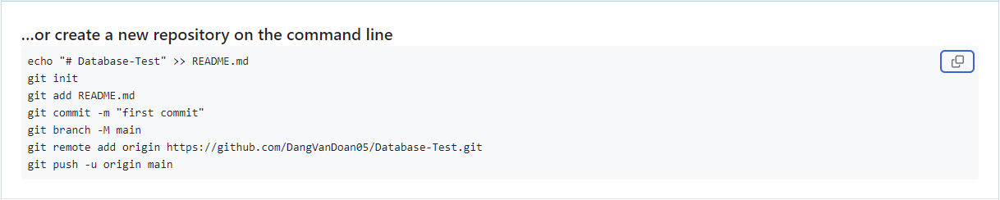 ...or create a new repository on the command line
echo "# Database-Test" >> README.md
git init
git add README.md
git commit -m "first commit"
git branch -M main
git remote add origin https://github.com/DangVanDoan05/Database-Test.git
git push -u origin main